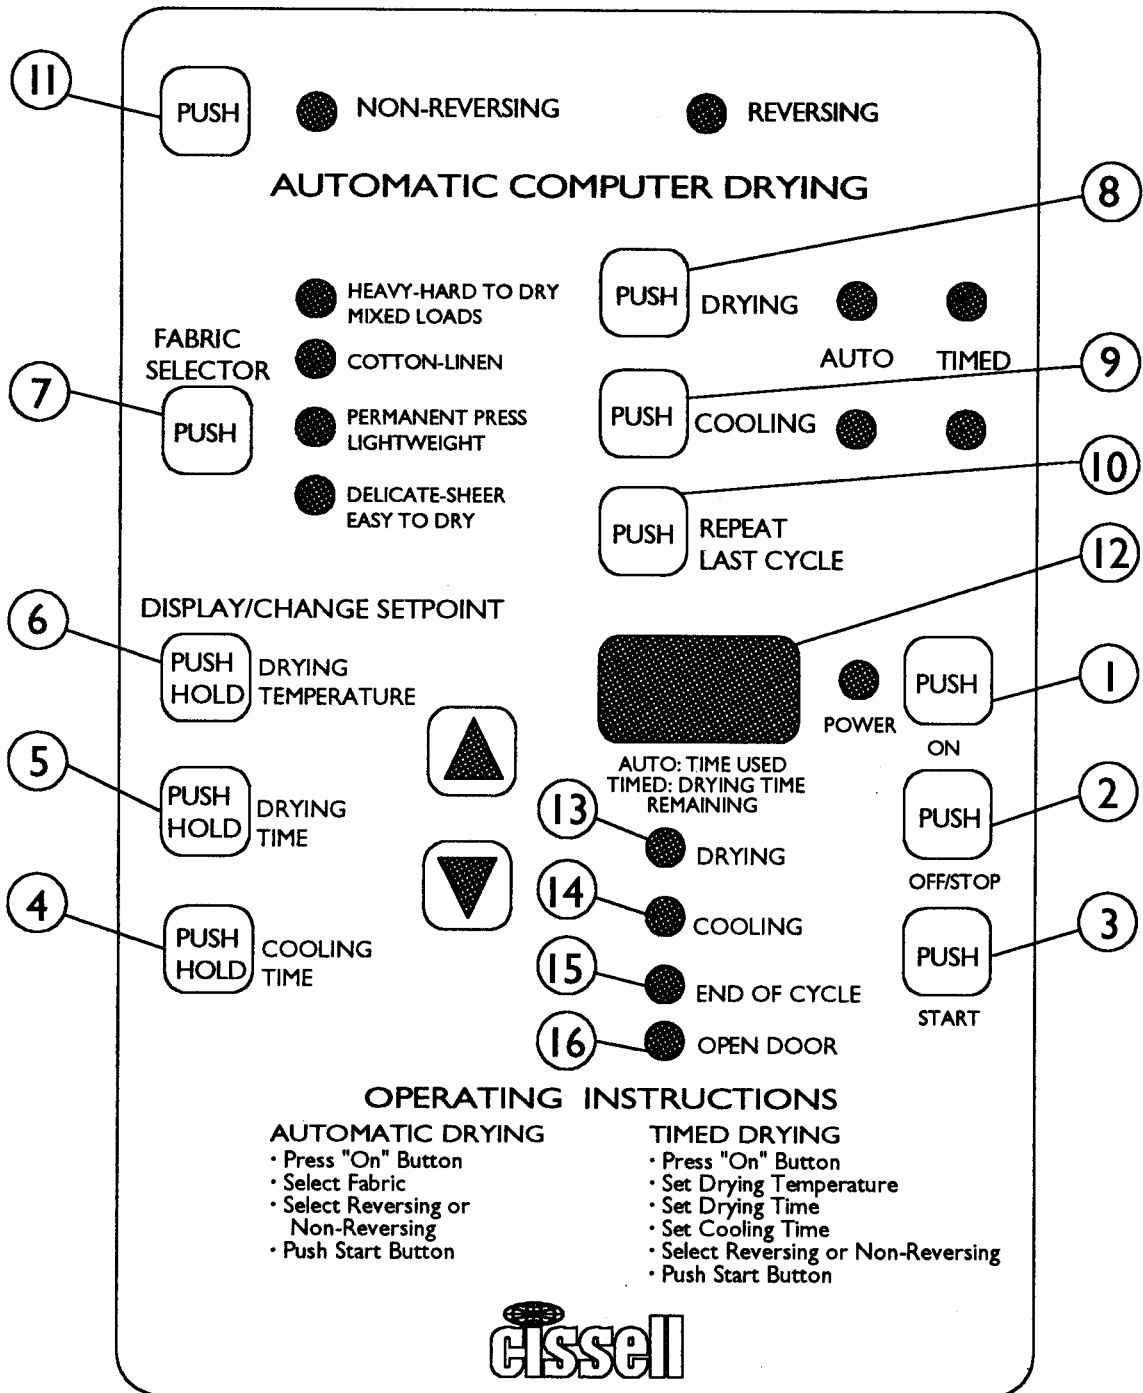 11
PUSH
NON-REVERSING
REVERSING
AUTOMATIC COMPUTER DRYING
8
HEAVY-HARD TO DRY
MIXED LOADS
PUSH
DRYING
FABRIC
SELECTOR
COTTON-LINEN
AUTO
TIMED
9
7
PUSH
PERMANENT PRESS
LIGHTWEIGHT
PUSH
COOLING
10
DELICATE-SHEER
EASY TO DRY
PUSH
REPEAT
LAST CYCLE
12
DISPLAY/CHANGE SETPOINT
6
PUSH
HOLD
DRYING
TEMPERATURE
POWER
PUSH
ON
1
AUTO: TIME USED
TIMED: DRYING TIME
REMAINING
5
PUSH
HOLD
DRYING
TIME
13
DRYING
PUSH
OFF/STOP
2
4
PUSH
HOLD
COOLING
TIME
14
COOLING
PUSH
START
3
15
END OF CYCLE
16
OPEN DOOR
OPERATING INSTRUCTIONS
AUTOMATIC DRYING
· Press "On" Button
· Select Fabric
· Select Reversing or
Non-Reversing
· Push Start Button
TIMED DRYING
· Press "On" Button
· Set Drying Temperature
· Set Drying Time
· Set Cooling Time
· Select Reversing or Non-Reversing
· Push Start Button
cissell